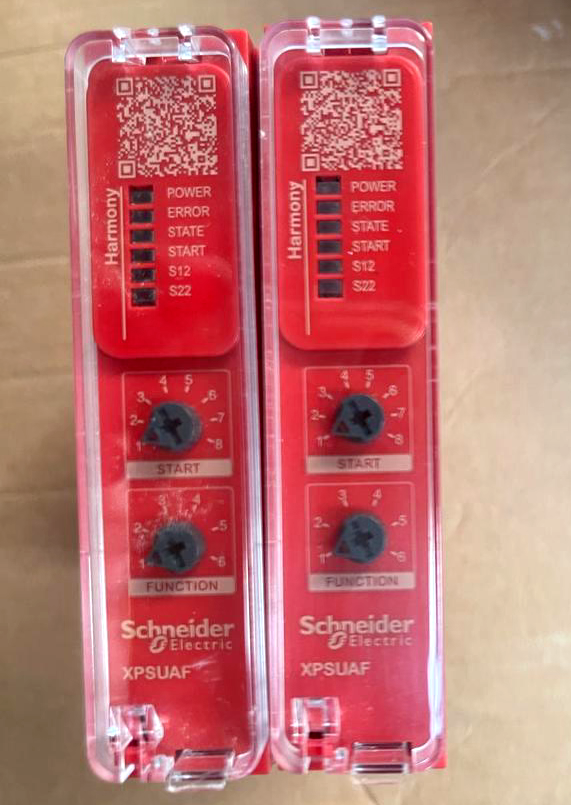 Harmony
POWER
ERROR
STATE
START
S12
S22
1 2 3 4 5 6 7 8
START
1 2 3 4 5 6
FUNCTION
Schneider
Electric
XPSUAF
Harmony
POWER
ERROR
STATE
START
S12
S22
1 2 3 4 5 6 7 8
START
1 2 3 4 5 6
FUNCTION
Schneider
Electric
XPSUAF